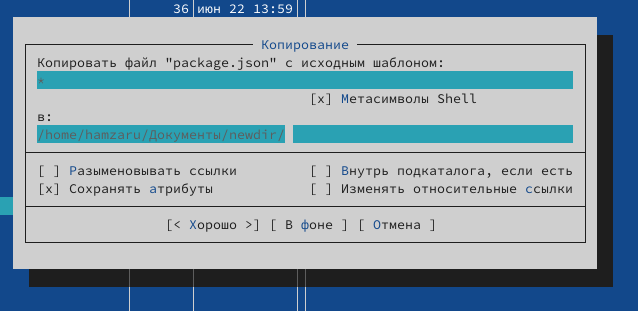 36 июн 22 13:59
Копирование
Копировать файл "package.json" с исходным шаблоном:
*
[x] Метасимволы Shell
в:
/home/hamzaru/Документы/newdir/
[ ] Разыменовывать ссылки [ ] Внутрь подкаталога, если есть
[x] Сохранять атрибуты [ ] Изменять относительные ссылки
[< Хорошо >] [ В фоне ] [ Отмена ]